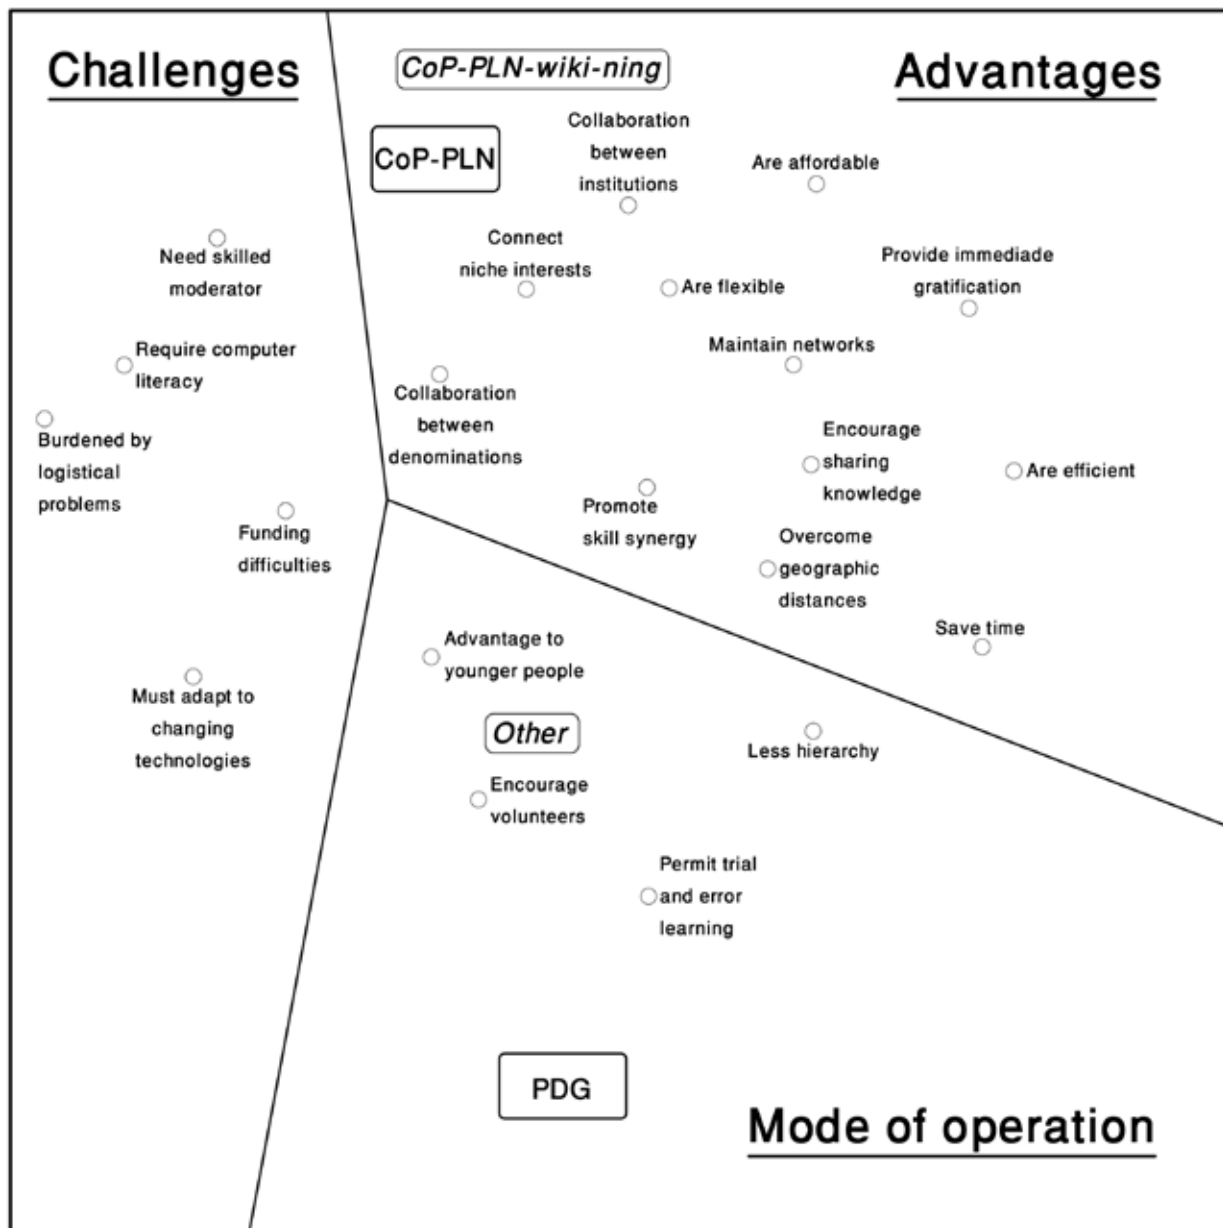 Challenges
CoP-PLN-wiki-ning
Advantages
CoP-PLN
Collaboration
between
institutions
Are affordable
Need skilled
moderator
Connect
niche interests
Are flexible
Provide immediade
gratification
Require computer
literacy
Maintain networks
Collaboration
between
denominations
Burdened by
logistical
problems
Encourage
sharing
knowledge
Are efficient
Funding
difficulties
Promote
skill synergy
Overcome
geographic
distances
Save time
Advantage to
younger people
Must adapt to
changing
technologies
Other
Less hierarchy
Encourage
volunteers
Permit trial
and error
learning
PDG
Mode of operation